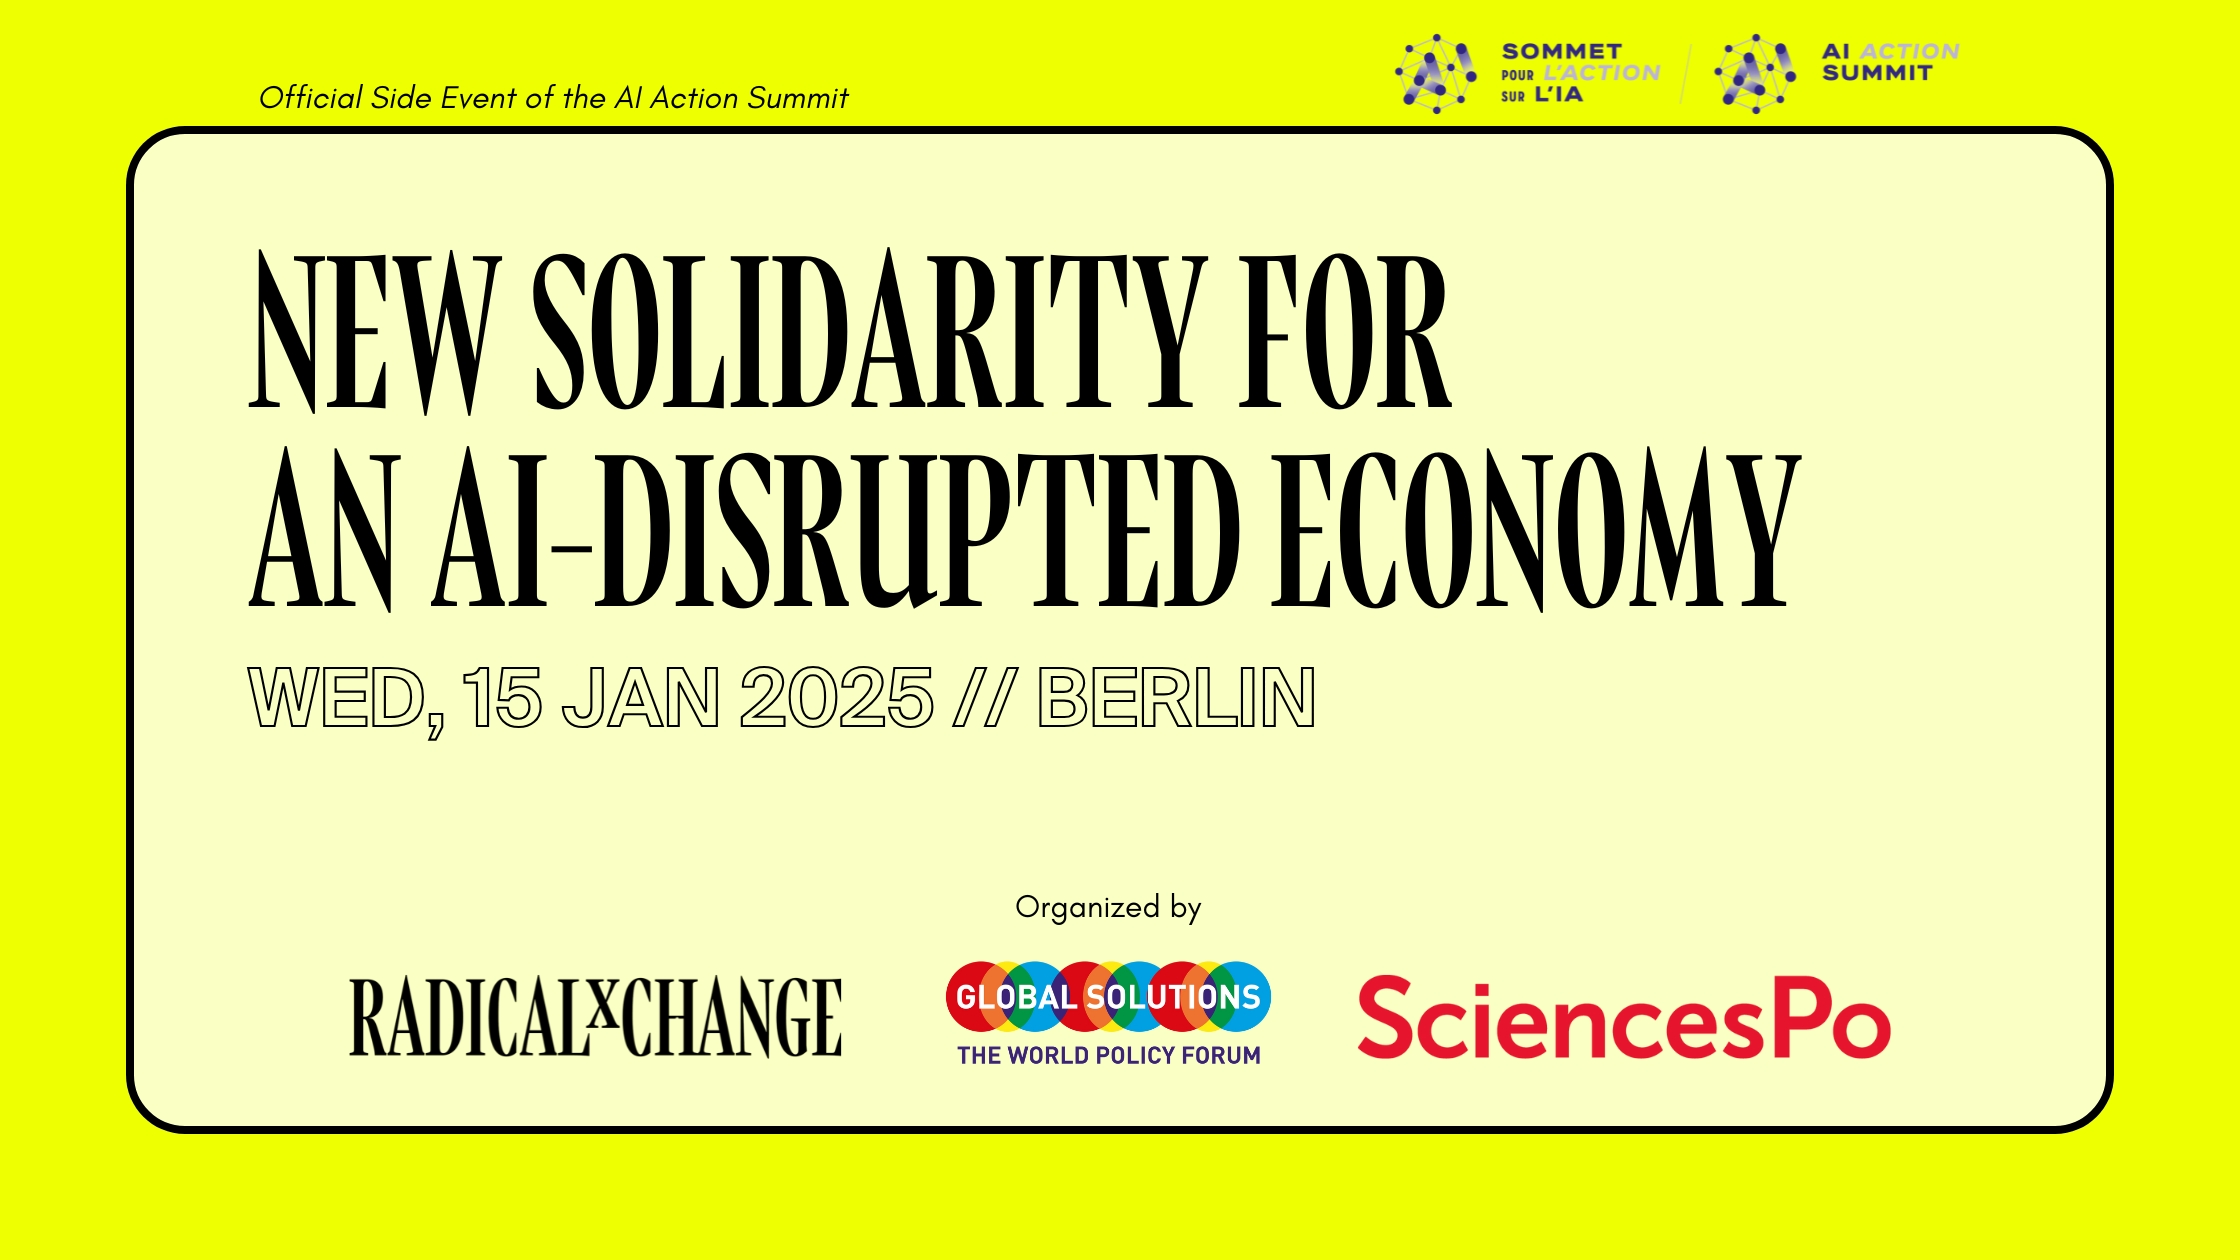 Official Side Event of the AI Action Summit
SOMMET
POUR L'ACTION
SUR L'IA
AI ACTION
SUMMIT
NEW SOLIDARITY FOR
AN AI-DISRUPTED ECONOMY
WED, 15 JAN 2025 // BERLIN
Organized by
RADICALXCHANGE
GLOBAL SOLUTIONS
THE WORLD POLICY FORUM
SciencesPo